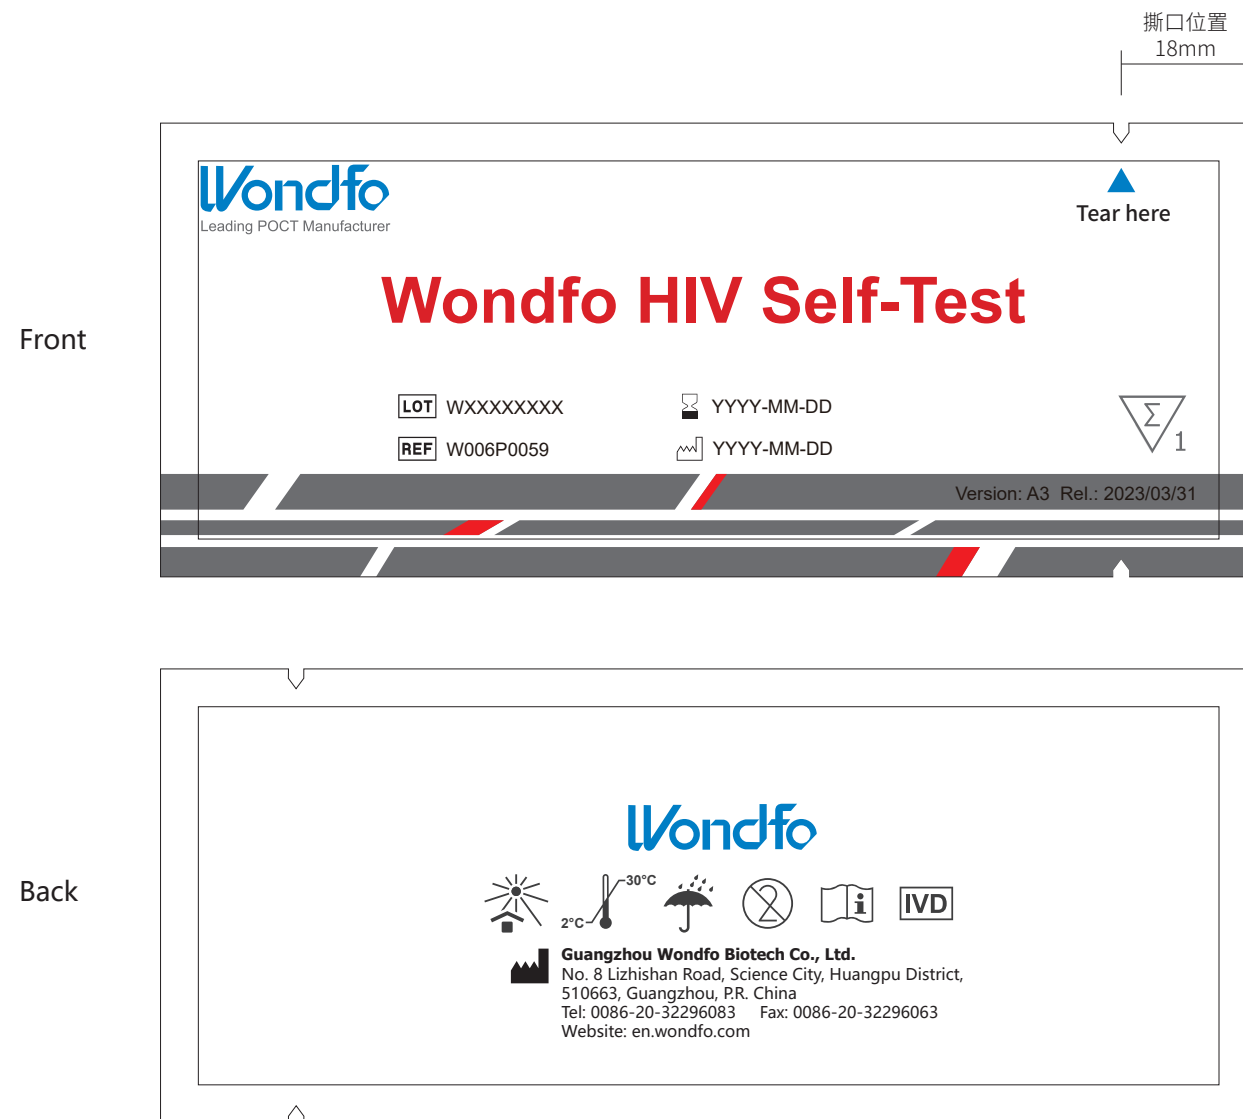 撕口位置
18mm
Wondfo
Leading POCT Manufacturer
Tear here
Wondfo HIV Self-Test
Front
LOT WXXXXXXXX YYYY-MM-DD
REF W006P0059 YYYY-MM-DD
Σ
1
Version: A3 Rel.: 2023/03/31
Wondfo
Back
30°C
2°C
2
i
IVD
Guangzhou Wondfo Biotech Co., Ltd.
No. 8 Lizhishan Road, Science City, Huangpu District,
510663, Guangzhou, P.R. China
Tel: 0086-20-32296083 Fax: 0086-20-32296063
Website: en.wondfo.com